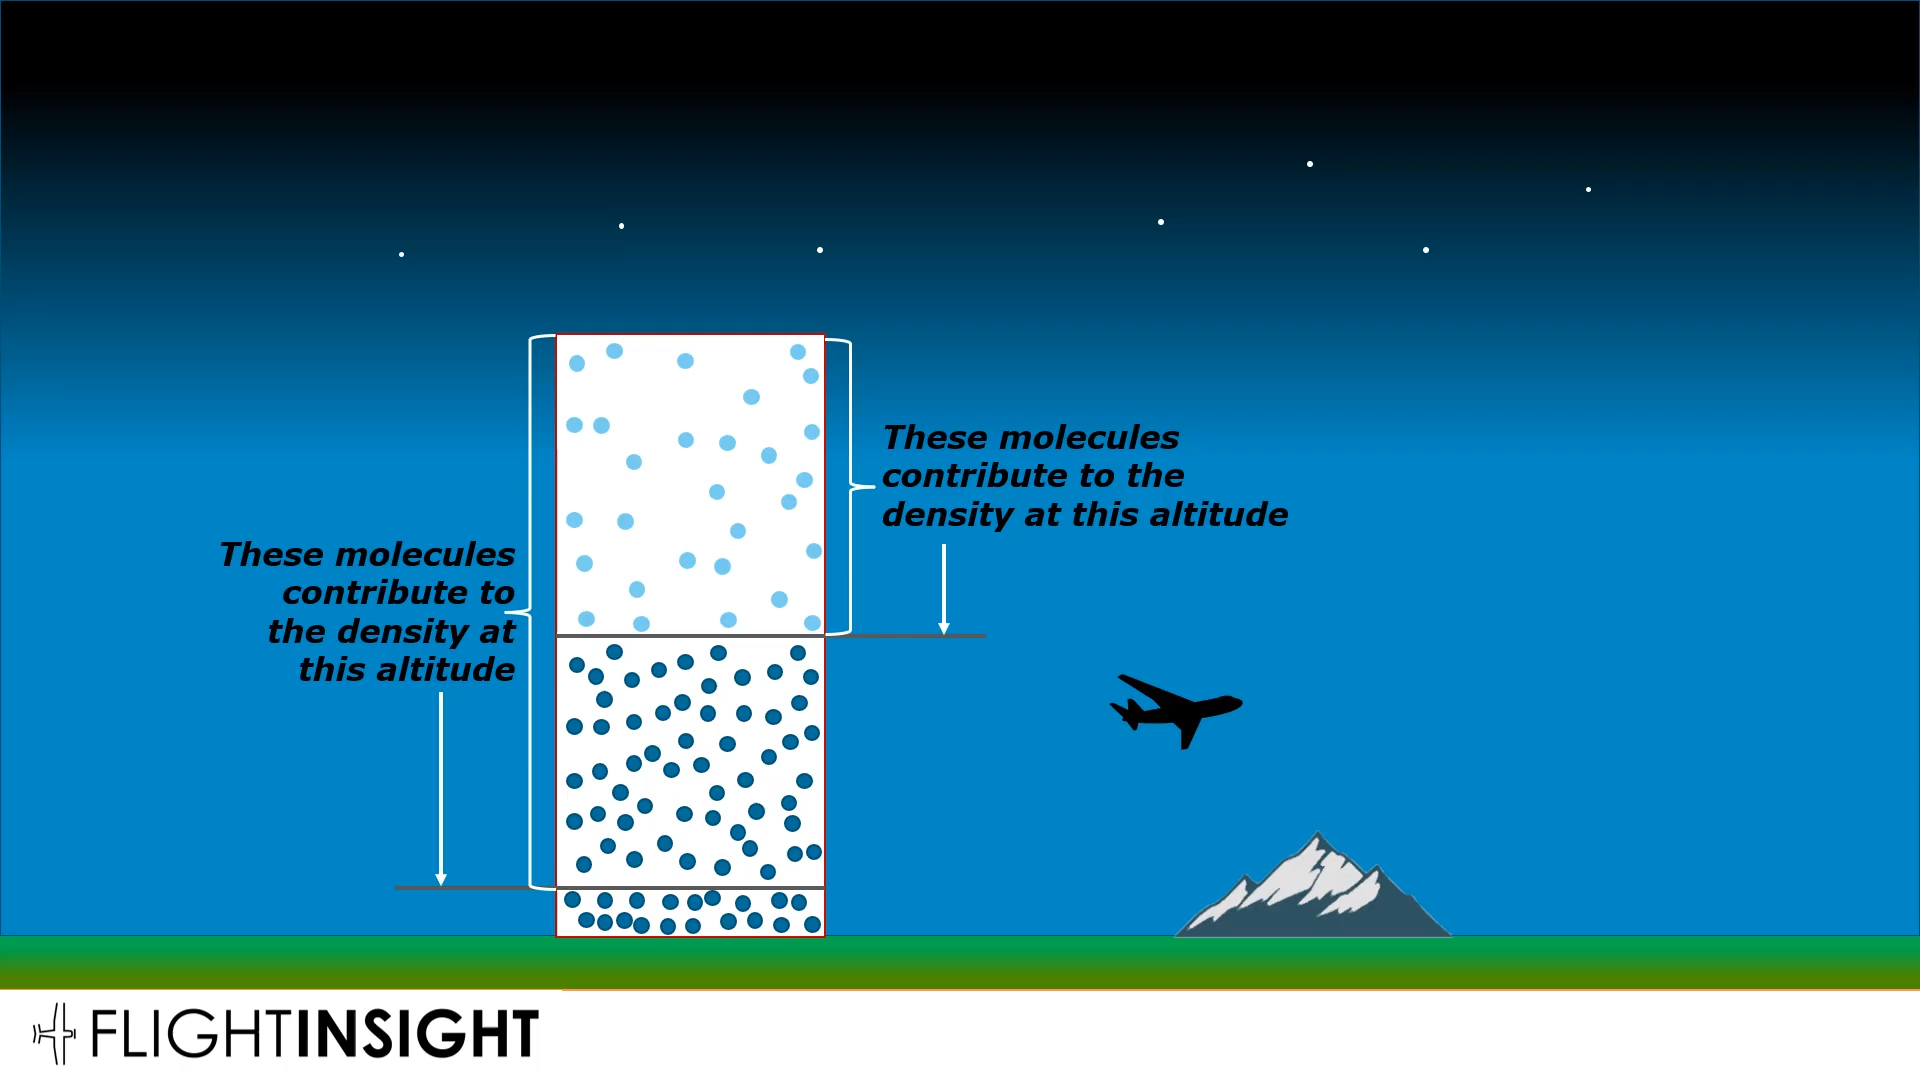 These molecules
contribute to the
density at this altitude
These molecules
contribute to
the density at
this altitude
FLIGHTINSIGHT